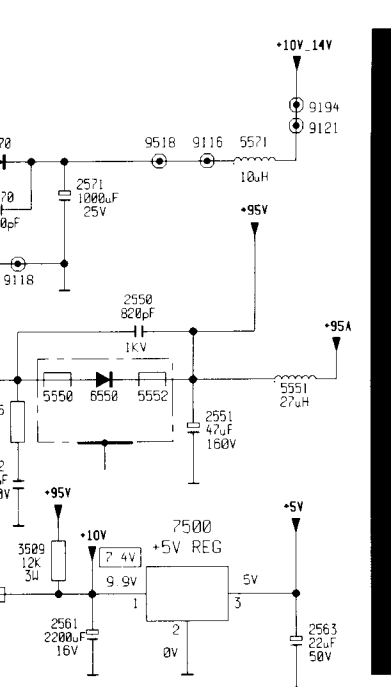 +10V_14V
9194
9121
9518
9116
5571
10uH
2571
1000uF
25V
9118
+95V
2550
820pF
1KV
+95A
5550
6550
5552
5551
27uH
2551
47uF
160V
+95V
+10V
7500
+5V REG
+5V
3509
12K
3W
7.4V
9.9V
5V
1
3
2
0V
2561
2200uF
16V
2563
22uF
50V